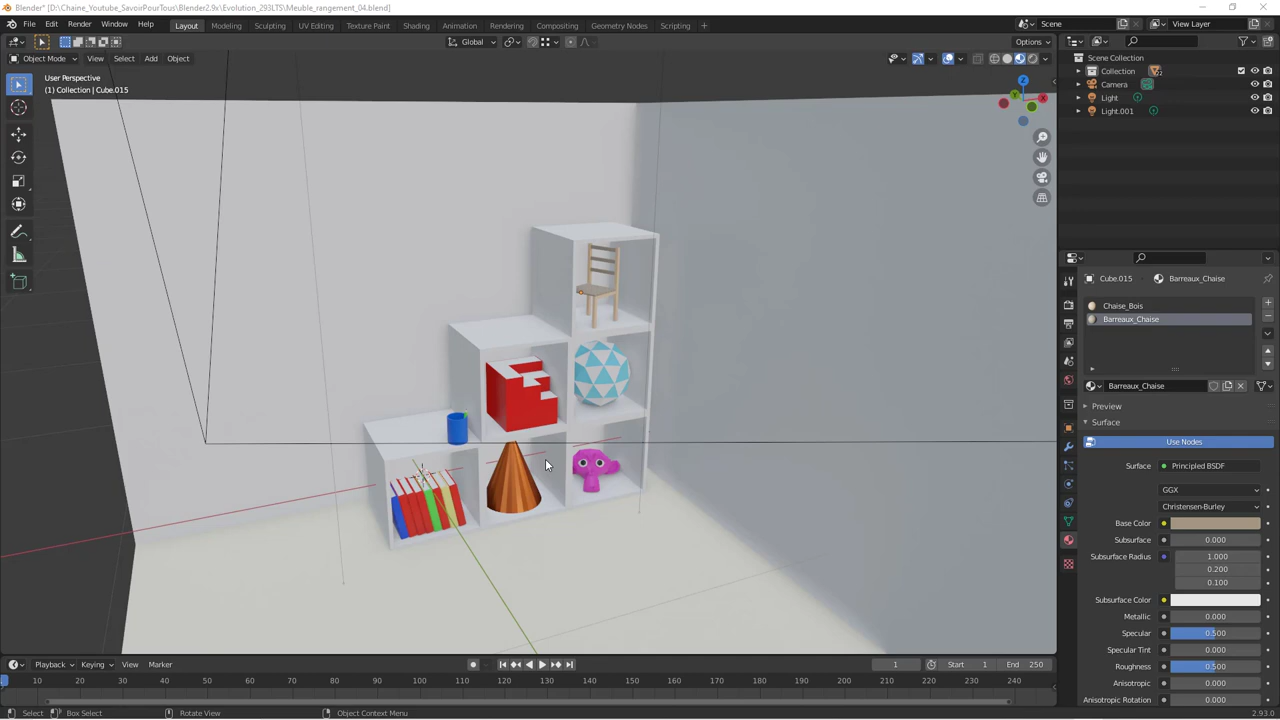 Blender* [D:\Chaine_Youtube_SavoirPourTous\Blender2.9x\Evolution_293LTS\Meuble_rangement_04.blend]
File Edit Render Window Help Layout Modeling Sculpting UV Editing Texture Paint Shading Animation Rendering Compositing Geometry Nodes Scripting Scene View Layer
Global Options
Object Mode View Select Add Object
User Perspective
(1) Collection | Cube.015
Z
X
Y
Scene Collection
Collection 22
Camera
Light
Light.001
Cube.015 Barreaux_Chaise
Chaise_Bois
Barreaux_Chaise
Barreaux_Chaise
Preview
Surface
Use Nodes
Surface Principled BSDF
GGX
Christensen-Burley
Base Color
Subsurface 0.000
Subsurface Radius 1.000
0.200
0.100
Subsurface Color
Metallic 0.000
Specular 0.500
Specular Tint 0.000
Roughness 0.500
Anisotropic 0.000
Anisotropic Rotation 0.000
Playback Keying View Marker 1 Start 1 End 250
10 20 30 40 50 60 70 80 90 100 110 120 130 140 150 160 170 180 190 200 210 220 230 240
Select Box Select Rotate View Object Context Menu 2.93.0